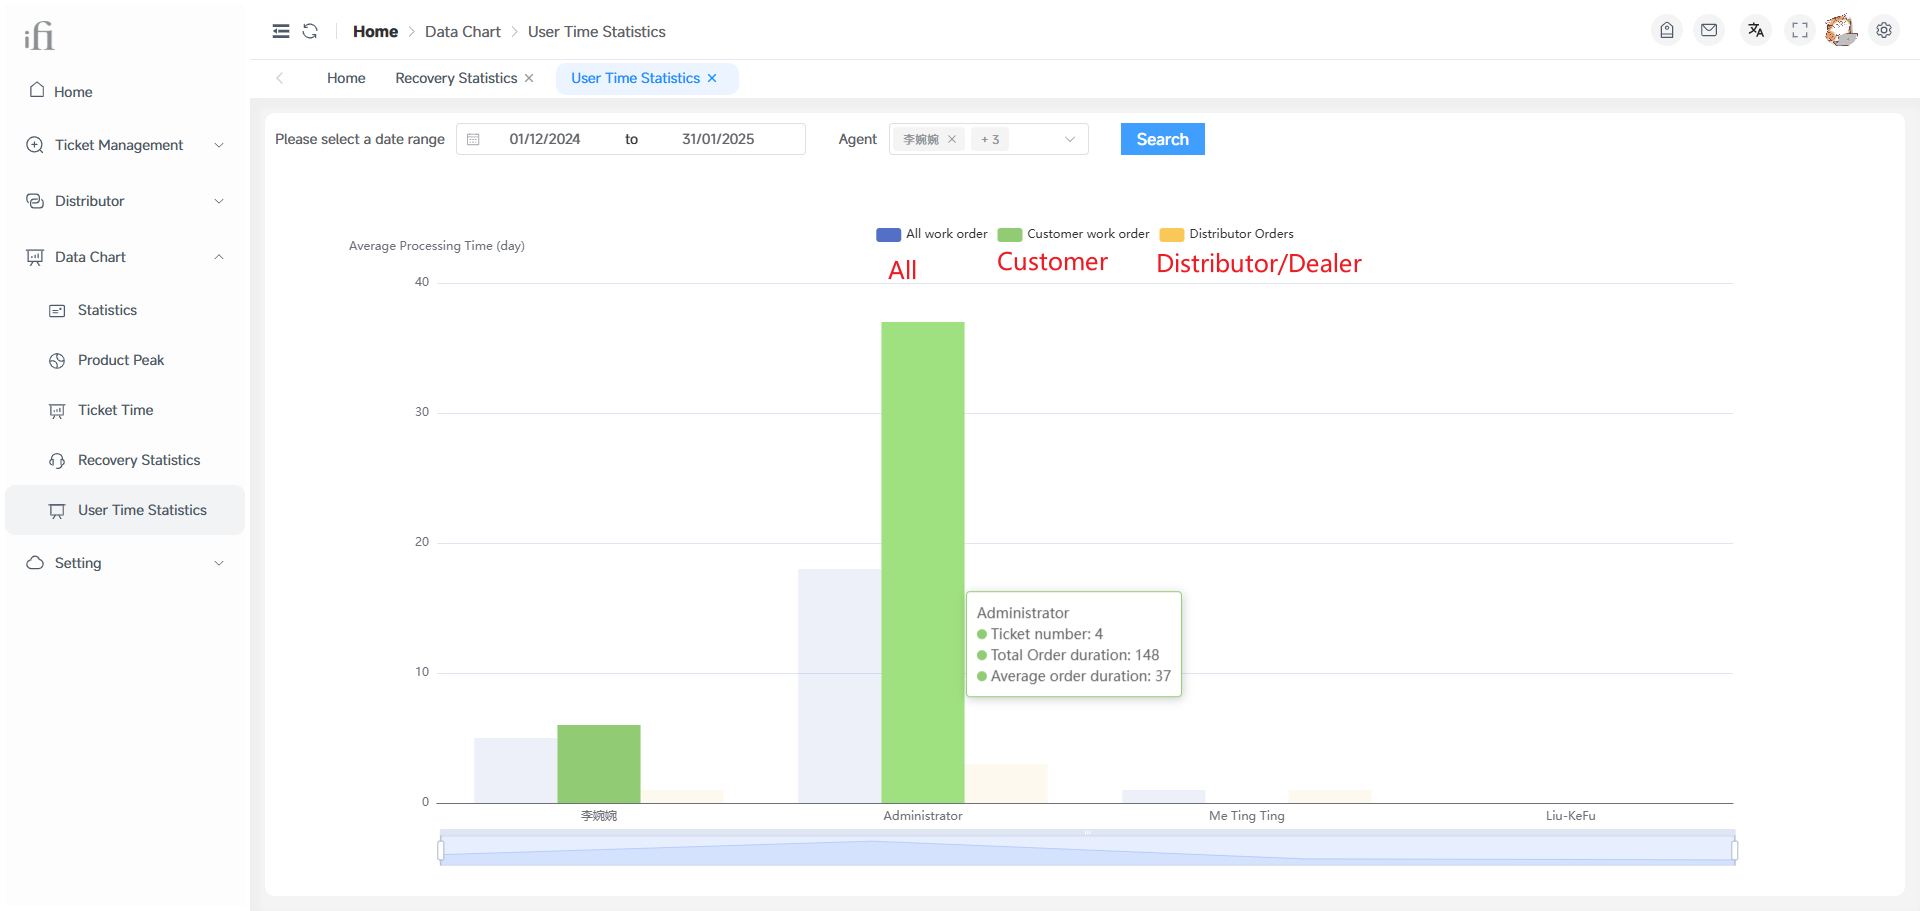 ifi
Home
Ticket Management
Distributor
Data Chart
Statistics
Product Peak
Ticket Time
Recovery Statistics
User Time Statistics
Setting
Home > Data Chart > User Time Statistics
Home
Recovery Statistics ×
User Time Statistics ×
Please select a date range 01/12/2024 to 31/01/2025 Agent 李婉婉 × + 3 Search
All work order Customer work order Distributor Orders
Average Processing Time (day)
All Customer Distributor/Dealer
40
30
20
10
0
Administrator
Ticket number: 4
Total Order duration: 148
Average order duration: 37
李婉婉 Administrator Me Ting Ting Liu-KeFu